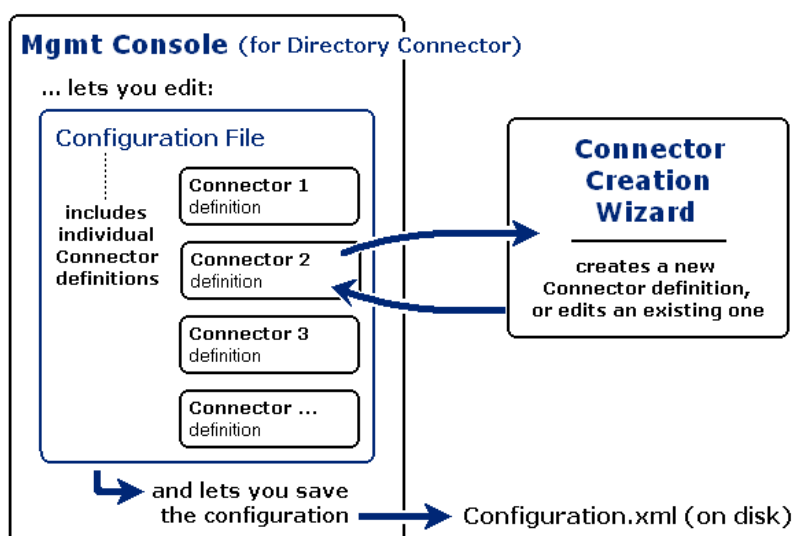 Mgmt Console (for Directory Connector)
... lets you edit:
Configuration File
includes
individual
Connector
definitions
Connector 1
definition
Connector 2
definition
Connector 3
definition
Connector ...
definition
Connector
Creation
Wizard
creates a new
Connector definition,
or edits an existing one
and lets you save
the configuration
Configuration.xml (on disk)